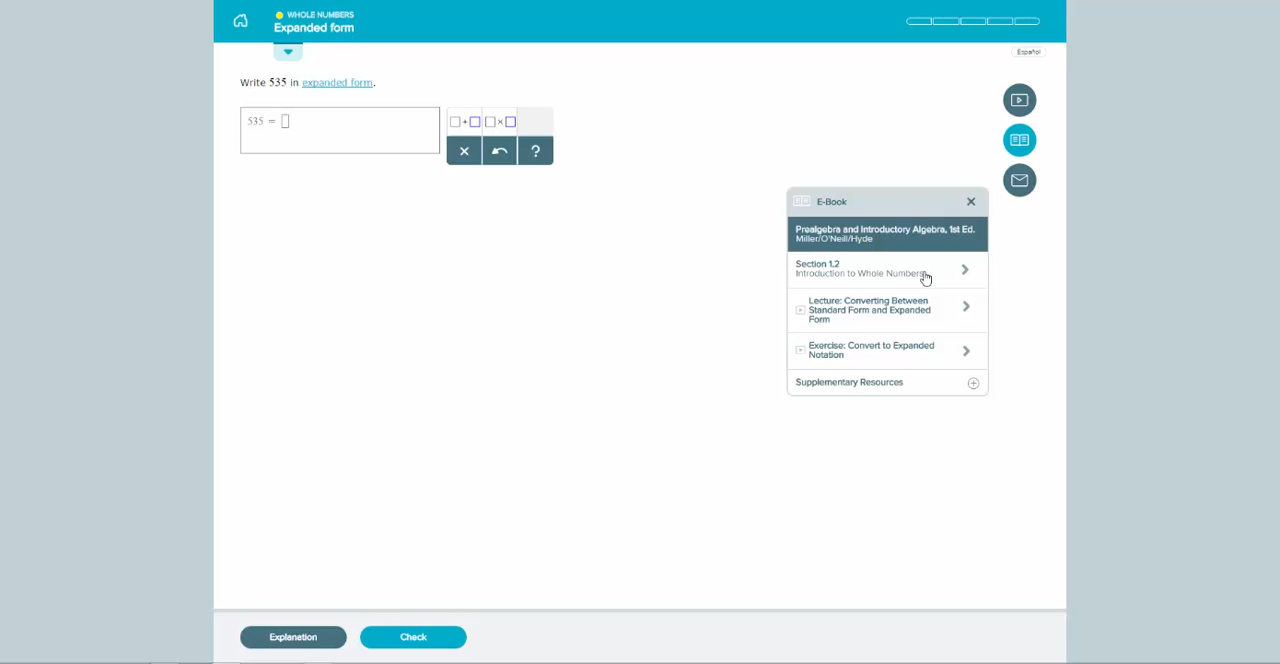 WHOLE NUMBERS
Expanded form
Español
Write 535 in expanded form.
535 =
+ ×
?
E-Book
Prealgebra and Introductory Algebra, 1st Ed.
Miller/O'Neill/Hyde
Section 1.2
Introduction to Whole Numbers
Lecture: Converting Between
Standard Form and Expanded
Form
Exercise: Convert to Expanded
Notation
Supplementary Resources
Explanation
Check